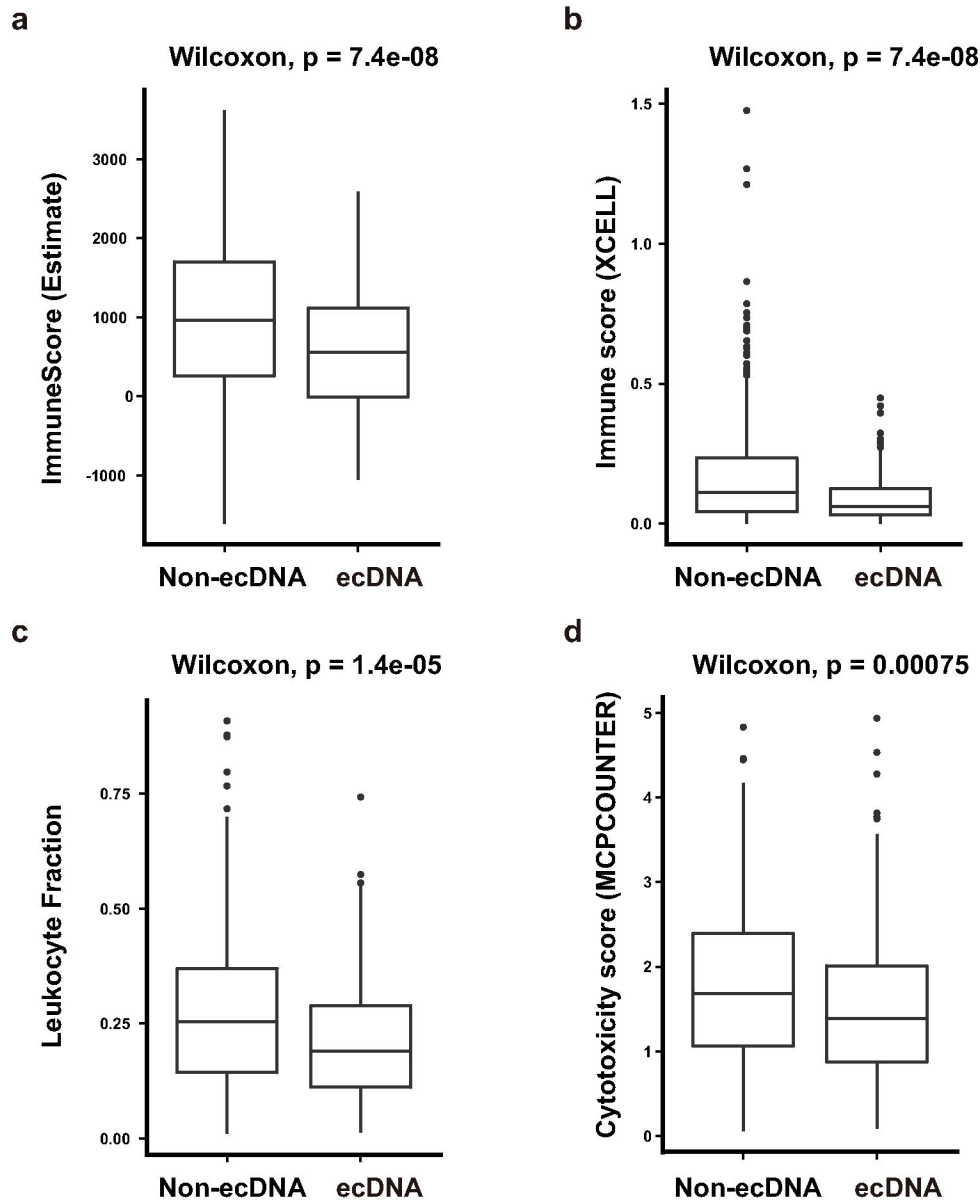 a
Wilcoxon, p = 7.4e-08
ImmuneScore (Estimate)
3000
2000
1000
0
-1000
Non-ecDNA
ecDNA
b
Wilcoxon, p = 7.4e-08
Immune score (XCELL)
1.5
1.0
0.5
0.0
Non-ecDNA
ecDNA
c
Wilcoxon, p = 1.4e-05
Leukocyte Fraction
0.75
0.50
0.25
0.00
Non-ecDNA
ecDNA
d
Wilcoxon, p = 0.00075
Cytotoxicity score (MCPCOUNTER)
5
4
3
2
1
0
Non-ecDNA
ecDNA